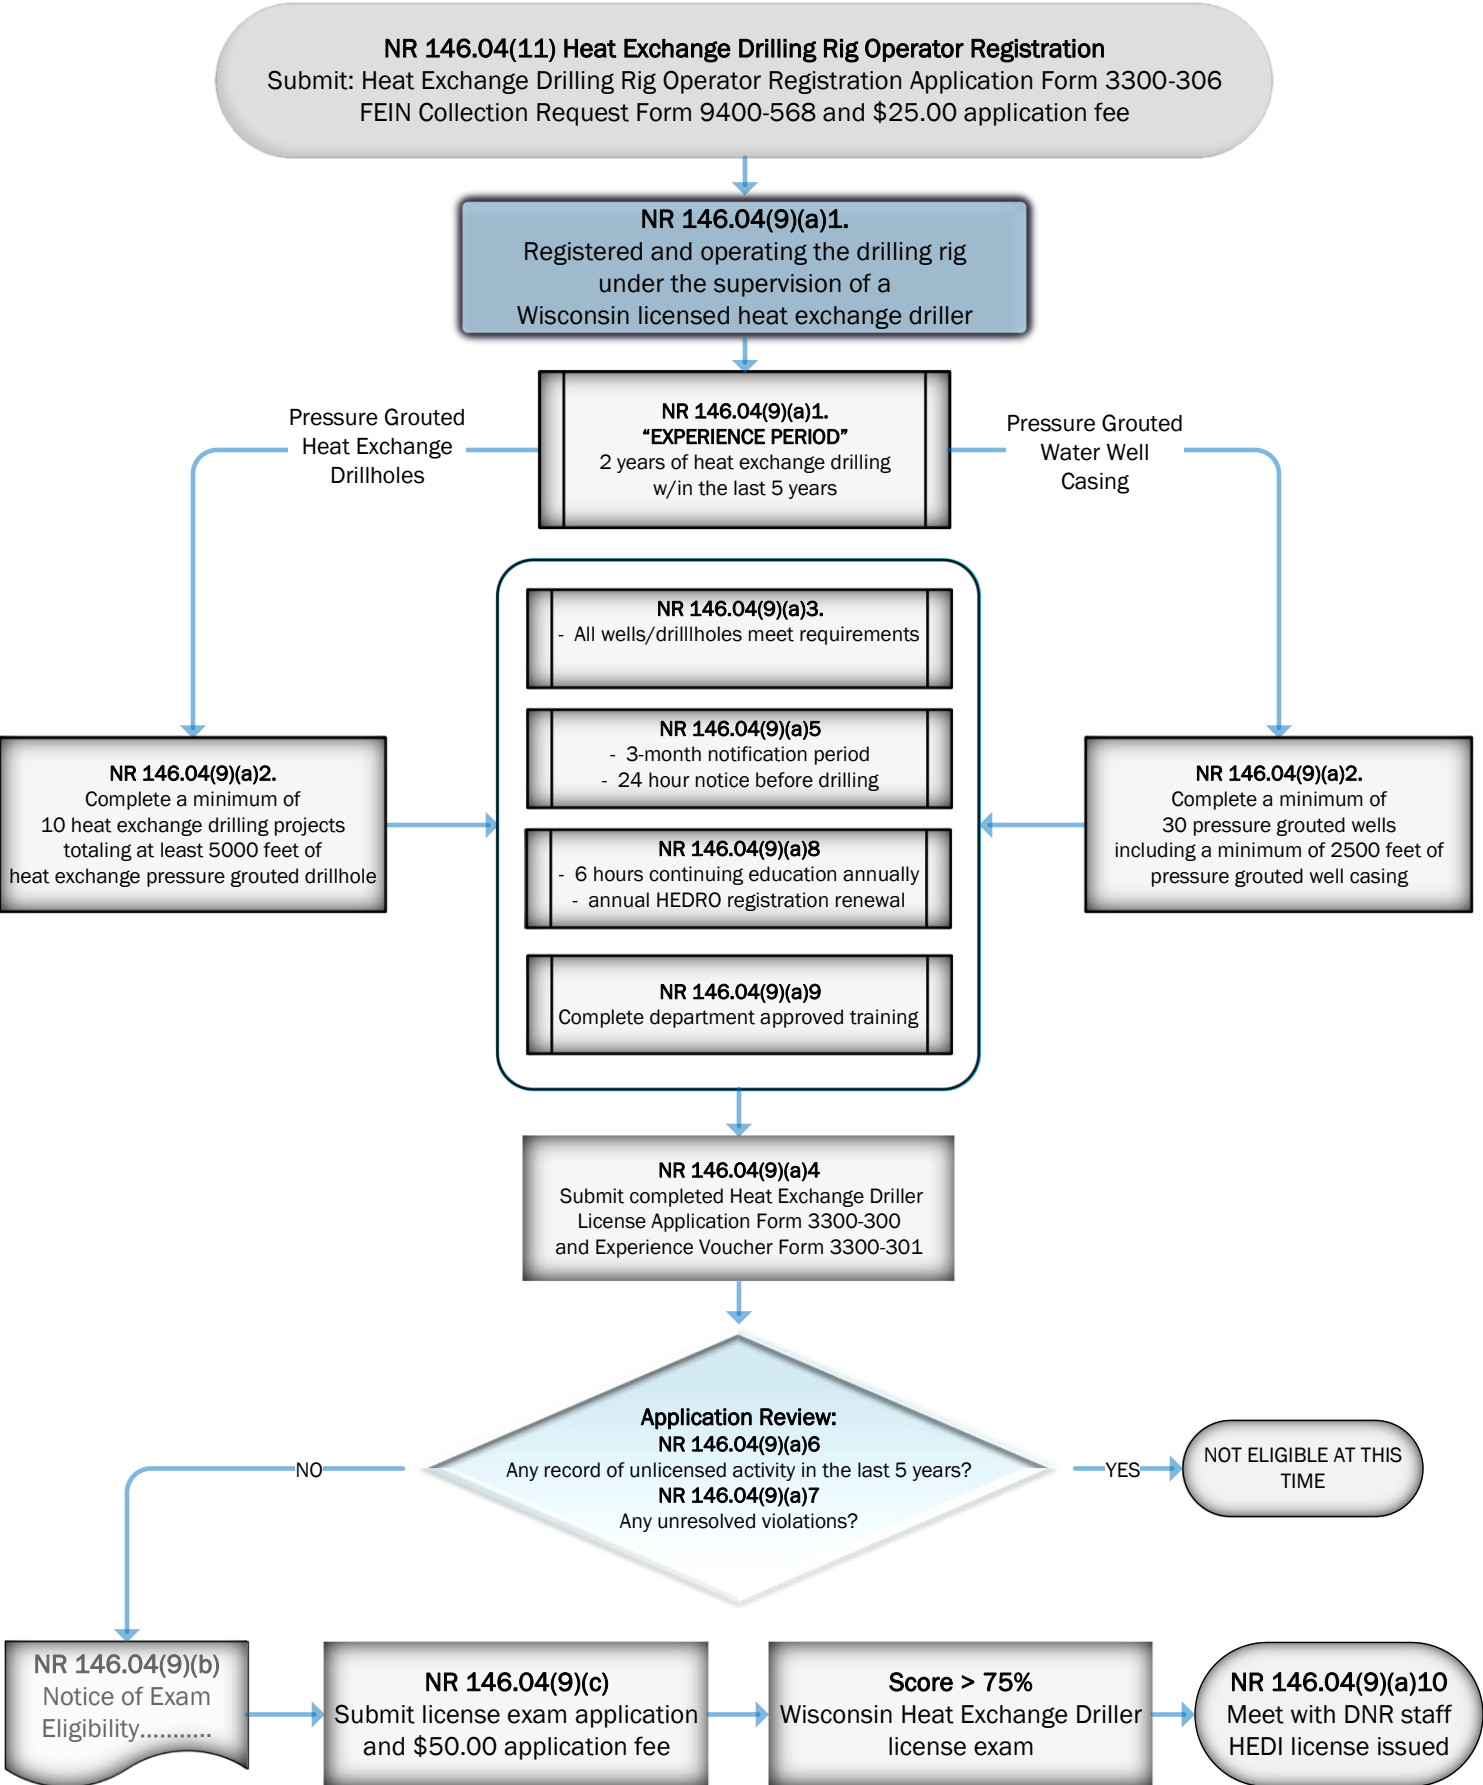 NR 146.04(11) Heat Exchange Drilling Rig Operator Registration
Submit: Heat Exchange Drilling Rig Operator Registration Application Form 3300-306
FEIN Collection Request Form 9400-568 and $25.00 application fee
NR 146.04(9)(a)1.
Registered and operating the drilling rig
under the supervision of a
Wisconsin licensed heat exchange driller
NR 146.04(9)(a)1.
“EXPERIENCE PERIOD”
2 years of heat exchange drilling
w/in the last 5 years
Pressure Grouted
Heat Exchange
Drillholes
Pressure Grouted
Water Well
Casing
NR 146.04(9)(a)2.
Complete a minimum of
10 heat exchange drilling projects
totaling at least 5000 feet of
heat exchange pressure grouted drillhole
NR 146.04(9)(a)3.
- All wells/drilllholes meet requirements
NR 146.04(9)(a)5
- 3-month notification period
- 24 hour notice before drilling
NR 146.04(9)(a)8
- 6 hours continuing education annually
- annual HEDRO registration renewal
NR 146.04(9)(a)9
Complete department approved training
NR 146.04(9)(a)2.
Complete a minimum of
30 pressure grouted wells
including a minimum of 2500 feet of
pressure grouted well casing
NR 146.04(9)(a)4
Submit completed Heat Exchange Driller
License Application Form 3300-300
and Experience Voucher Form 3300-301
Application Review:
NR 146.04(9)(a)6
Any record of unlicensed activity in the last 5 years?
NR 146.04(9)(a)7
Any unresolved violations?
NO
YES
NOT ELIGIBLE AT THIS
TIME
NR 146.04(9)(b)
Notice of Exam
Eligibility...........
NR 146.04(9)(c)
Submit license exam application
and $50.00 application fee
Score > 75%
Wisconsin Heat Exchange Driller
license exam
NR 146.04(9)(a)10
Meet with DNR staff
HEDI license issued